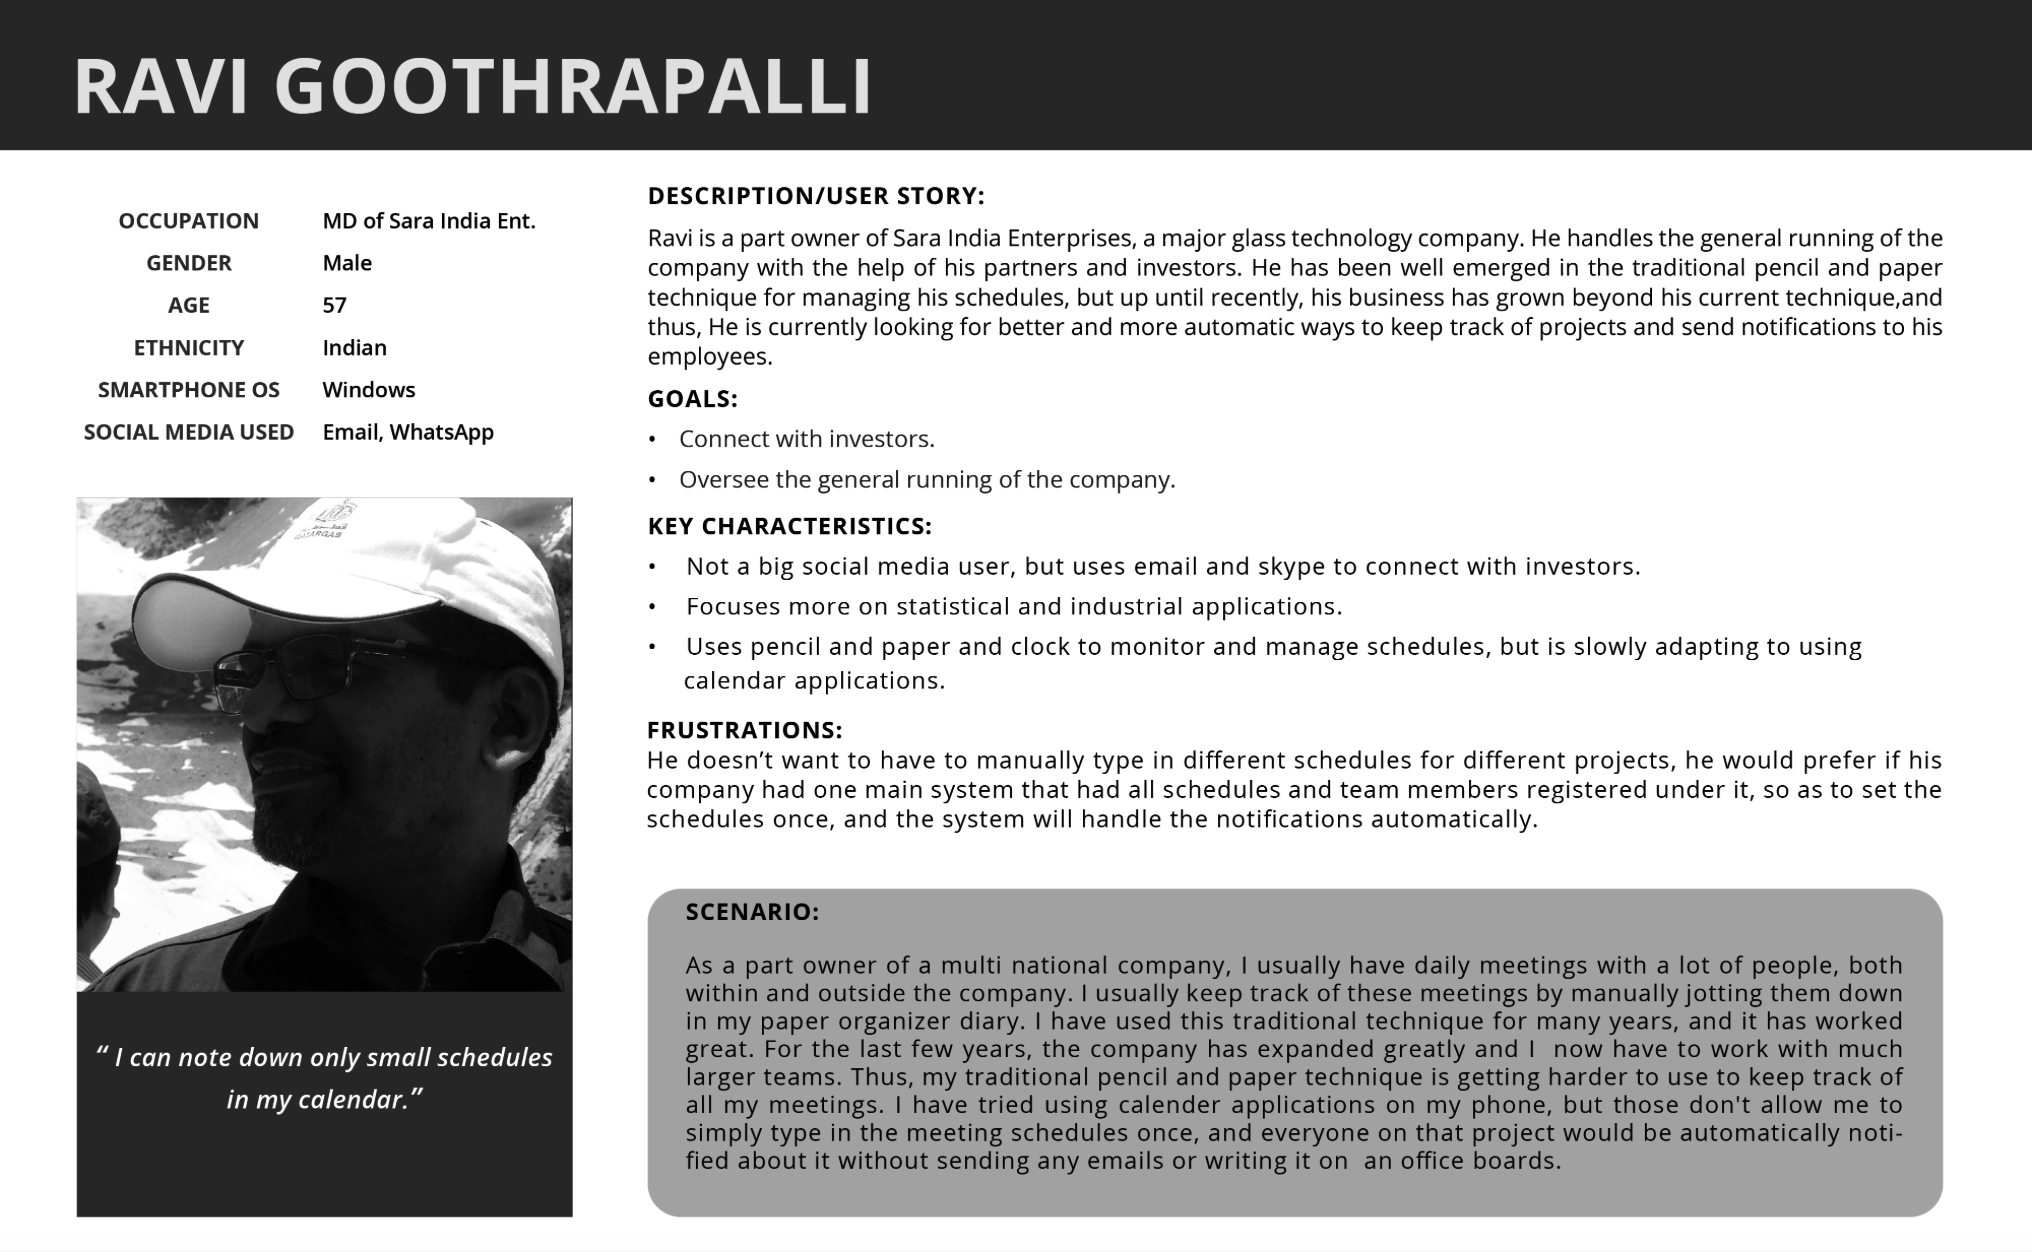 RAVI GOOTHRAPALLI
OCCUPATION MD of Sara India Ent.
GENDER Male
AGE 57
ETHNICITY Indian
SMARTPHONE OS Windows
SOCIAL MEDIA USED Email, WhatsApp
“ I can note down only small schedules
in my calendar.”
DESCRIPTION/USER STORY:
Ravi is a part owner of Sara India Enterprises, a major glass technology company. He handles the general running of the
company with the help of his partners and investors. He has been well emerged in the traditional pencil and paper
technique for managing his schedules, but up until recently, his business has grown beyond his current technique,and
thus, He is currently looking for better and more automatic ways to keep track of projects and send notifications to his
employees.
GOALS:
• Connect with investors.
• Oversee the general running of the company.
KEY CHARACTERISTICS:
• Not a big social media user, but uses email and skype to connect with investors.
• Focuses more on statistical and industrial applications.
• Uses pencil and paper and clock to monitor and manage schedules, but is slowly adapting to using
calendar applications.
FRUSTRATIONS:
He doesn’t want to have to manually type in different schedules for different projects, he would prefer if his
company had one main system that had all schedules and team members registered under it, so as to set the
schedules once, and the system will handle the notifications automatically.
SCENARIO:
As a part owner of a multi national company, I usually have daily meetings with a lot of people, both
within and outside the company. I usually keep track of these meetings by manually jotting them down
in my paper organizer diary. I have used this traditional technique for many years, and it has worked
great. For the last few years, the company has expanded greatly and I  now have to work with much
larger teams. Thus, my traditional pencil and paper technique is getting harder to use to keep track of
all my meetings. I have tried using calender applications on my phone, but those don't allow me to
simply type in the meeting schedules once, and everyone on that project would be automatically noti-
fied about it without sending any emails or writing it on  an office boards.